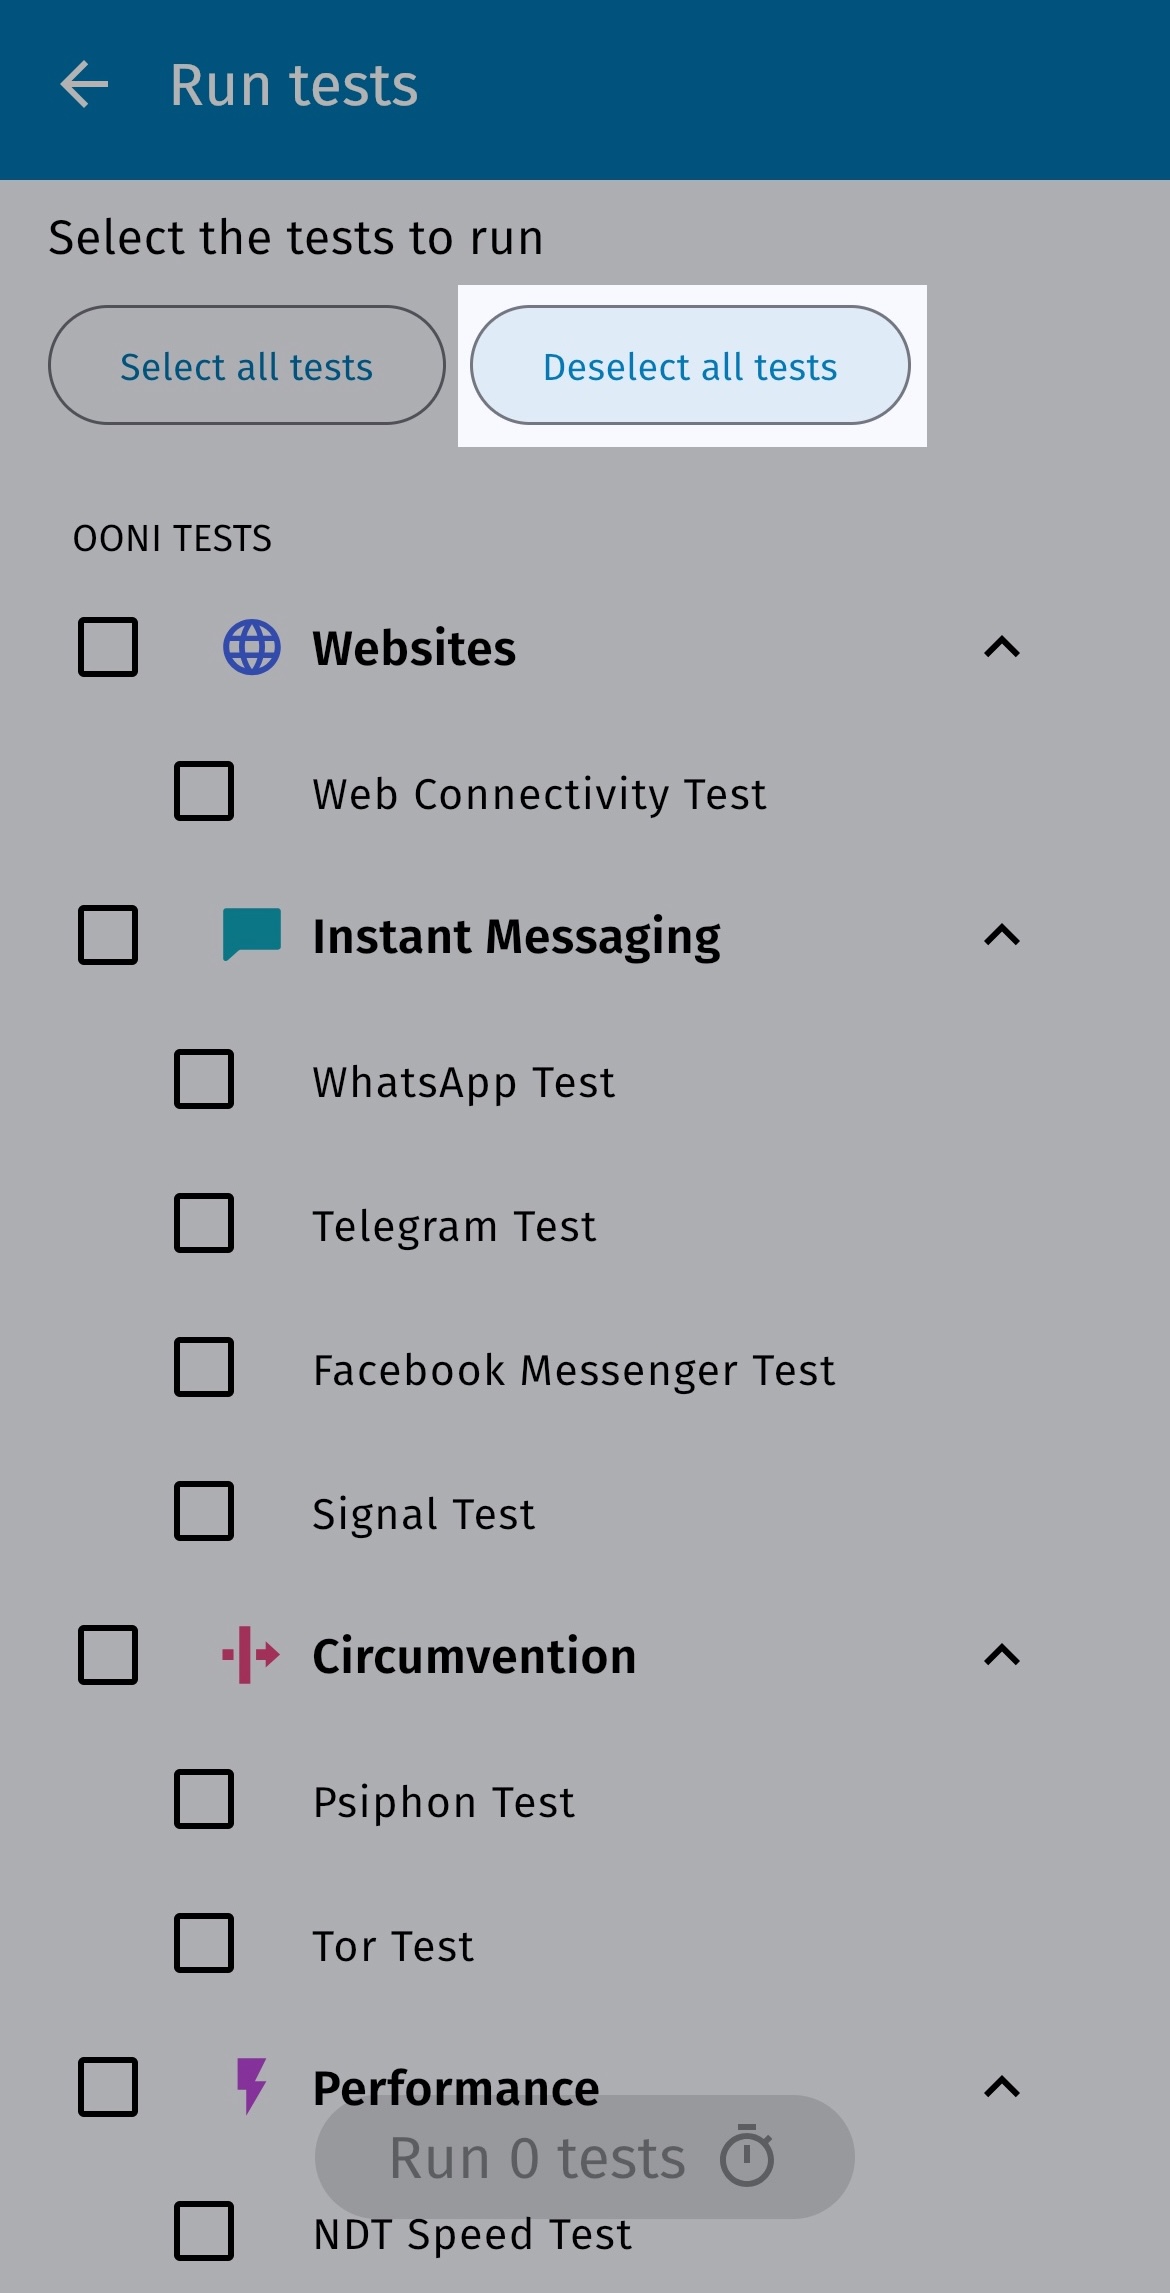 Run tests
Select the tests to run
Select all tests
Deselect all tests
OONI TESTS
Websites
Web Connectivity Test
Instant Messaging
WhatsApp Test
Telegram Test
Facebook Messenger Test
Signal Test
Circumvention
Psiphon Test
Tor Test
Performance
Run 0 tests
NDT Speed Test